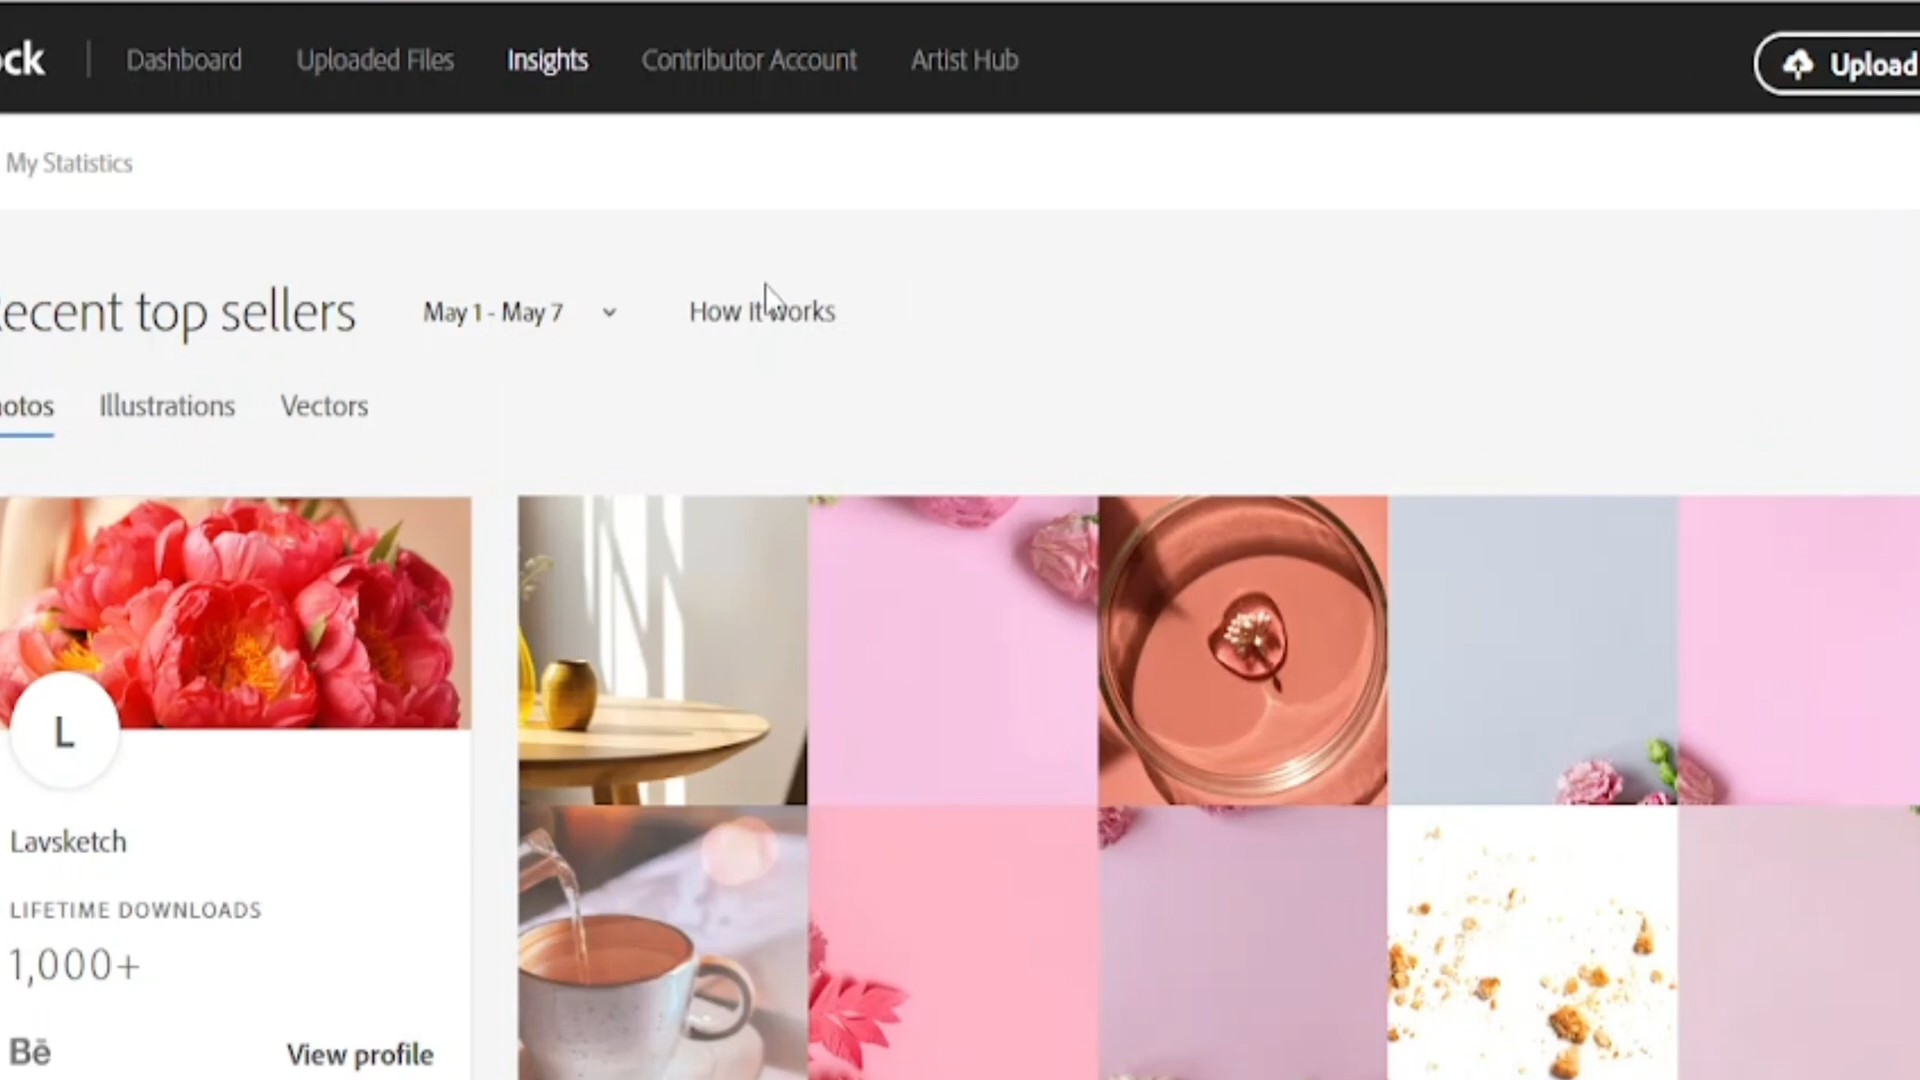 ock
Dashboard
Uploaded Files
Insights
Contributor Account
Artist Hub
Upload
My Statistics
ecent top sellers
May 1 - May 7
How It works
otos
Illustrations
Vectors
L
Lavsketch
LIFETIME DOWNLOADS
1,000+
Bē
View profile